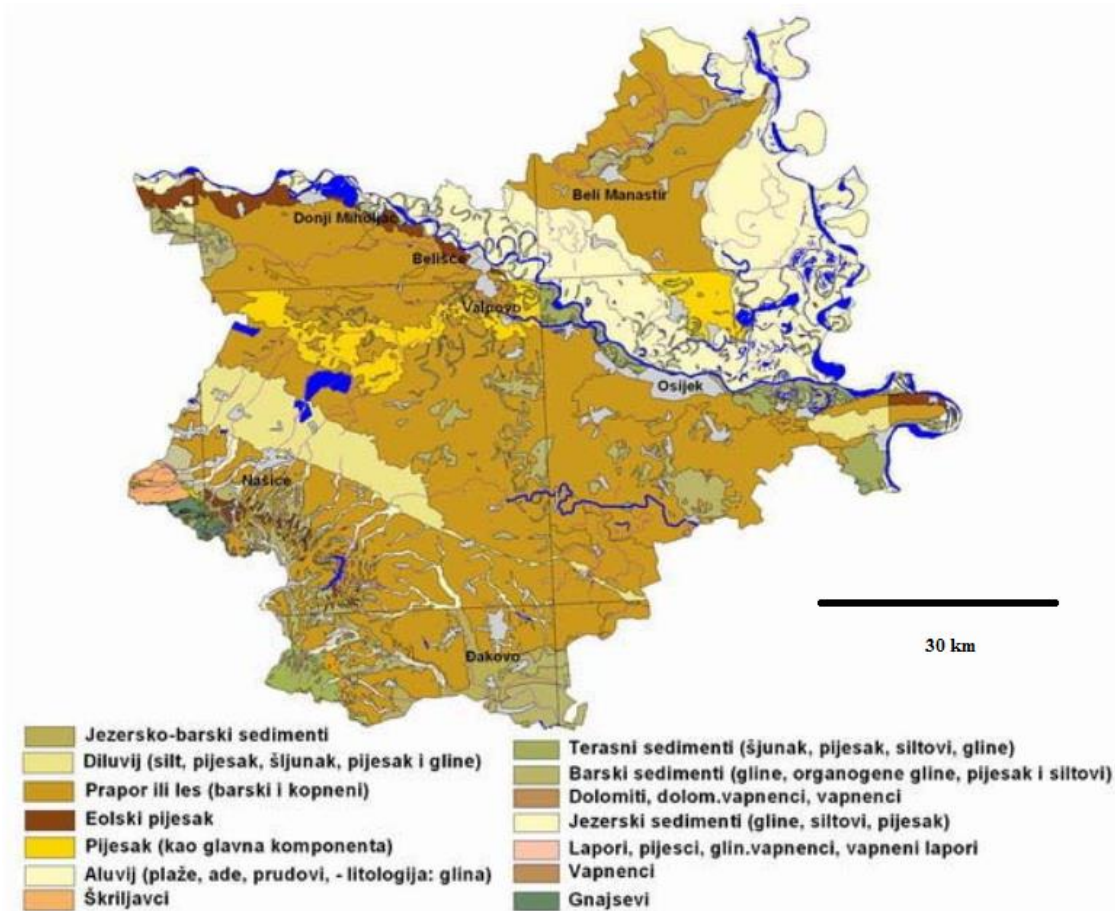 Beli Manastir
Donji Miholjac
Belišće
Valpovo
Osijek
Našice
Đakovo
30 km
Jezersko-barski sedimenti
Diluvij (silt, pijesak, šljunak, pijesak i gline)
Prapor ili les (barski i kopneni)
Eolski pijesak
Pijesak (kao glavna komponenta)
Aluvij (plaže, ade, prudovi, - litologija: glina)
Škriljavci
Terasni sedimenti (šjunak, pijesak, siltovi, gline)
Barski sedimenti (gline, organogene gline, pijesak i siltovi)
Dolomiti, dolom.vapnenci, vapnenci
Jezerski sedimenti (gline, siltovi, pijesak)
Lapori, pijesci, glin.vapnenci, vapneni lapori
Vapnenci
Gnajsevi